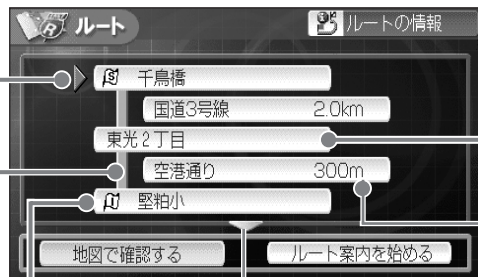 ルート
ルートの情報
千鳥橋
国道3号線 2.0km
東光2丁目
空港通り 300m
堅粕小
地図で確認する
ルート案内を始める